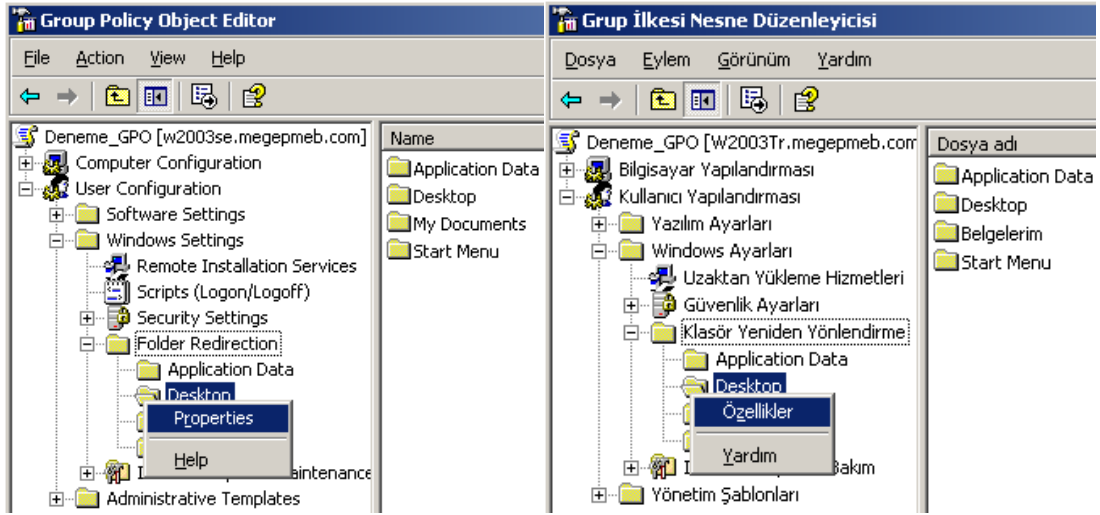 Group Policy Object Editor
File Action View Help
Deneme_GPO [w2003se.megepmeb.com]
Computer Configuration
User Configuration
Software Settings
Windows Settings
Remote Installation Services
Scripts (Logon/Logoff)
Security Settings
Folder Redirection
Application Data
Desktop
Properties
Help
Administrative Templates
Name
Application Data
Desktop
My Documents
Start Menu
Grup İlkesi Nesne Düzenleyicisi
Dosya Eylem Görünüm Yardım
Deneme_GPO [W2003Tr.megepmeb.com
Bilgisayar Yapılandırması
Kullanıcı Yapılandırması
Yazılım Ayarları
Windows Ayarları
Uzaktan Yükleme Hizmetleri
Güvenlik Ayarları
Klasör Yeniden Yönlendirme
Application Data
Desktop
Özellikler
Yardım
Bakım
Yönetim Şablonları
Dosya adı
Application Data
Desktop
Belgelerim
Start Menu